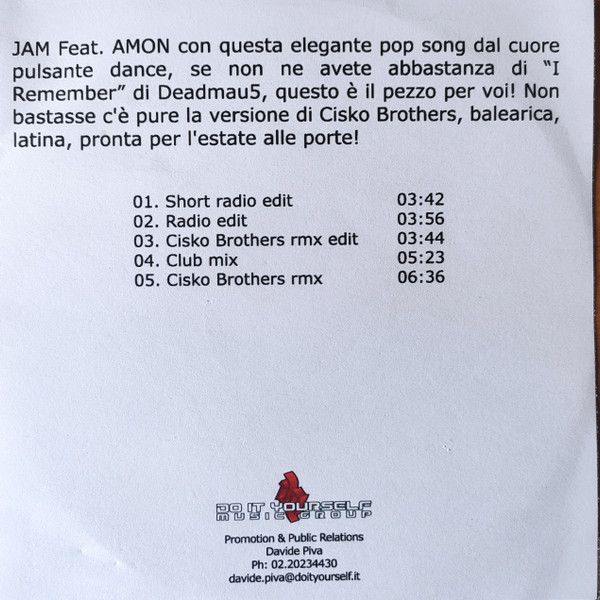 JAM Feat. AMON con questa elegante pop song dal cuore
pulsante dance, se non ne avete abbastanza di “I
Remember” di Deadmau5, questo è il pezzo per voi! Non
bastasse c'è pure la versione di Cisko Brothers, balearica,
latina, pronta per l'estate alle porte!
01. Short radio edit 03:42
02. Radio edit 03:56
03. Cisko Brothers rmx edit 03:44
04. Club mix 05:23
05. Cisko Brothers rmx 06:36
DO IT YOURSELF
MUSIC GROUP
Promotion & Public Relations
Davide Piva
Ph: 02.20234430
davide.piva@doityourself.it